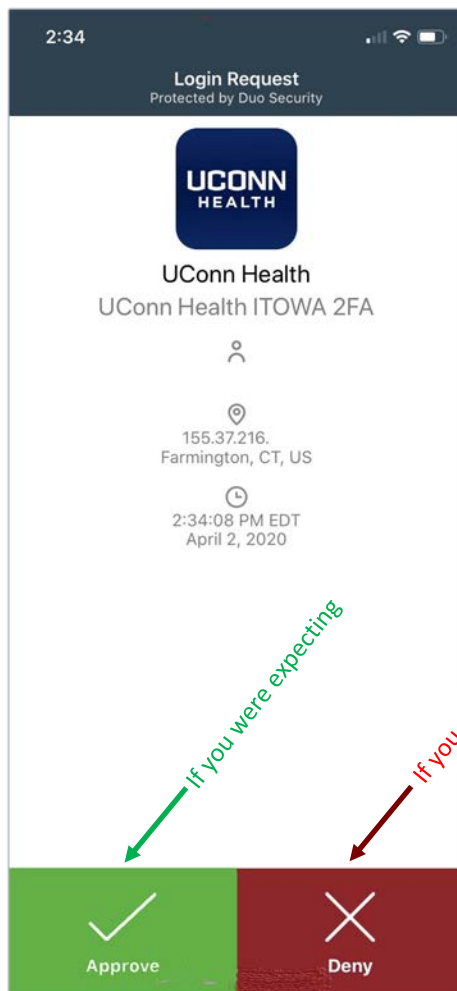 2:34
Login Request
Protected by Duo Security
UCONN
HEALTH
UConn Health
UConn Health ITOWA 2FA
155.37.216.
Farmington, CT, US
2:34:08 PM EDT
April 2, 2020
If you were expecting
If you
Approve
Deny